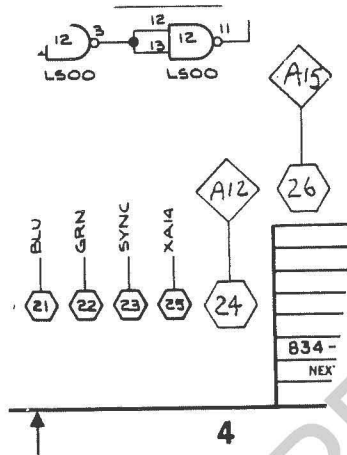 12 3 12 13 12 11
LS00 LS00
A15
A12 26
BLU GRN SYNC XA14
21 22 23 25 24
834-
NEX
4